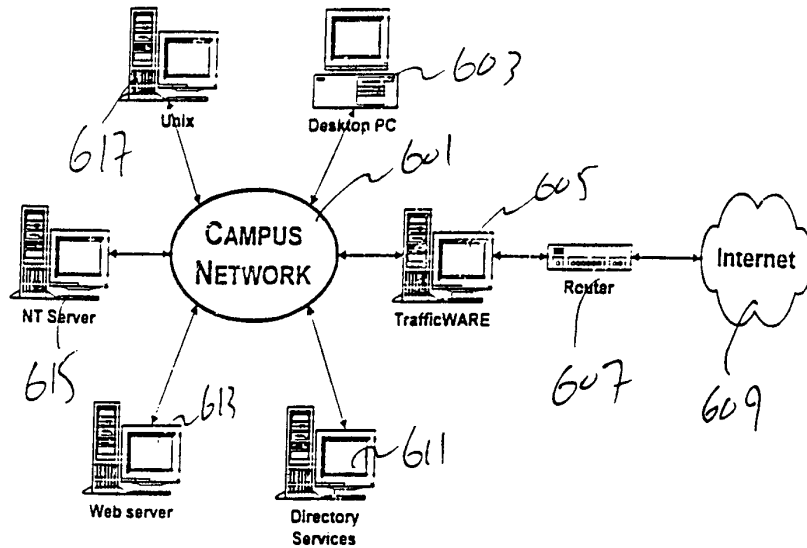 603
Unix
Desktop PC
617
601
605
CAMPUS
NETWORK
Internet
NT Server
TrafficWARE
Router
615
607
609
613
611
Web server
Directory
Services